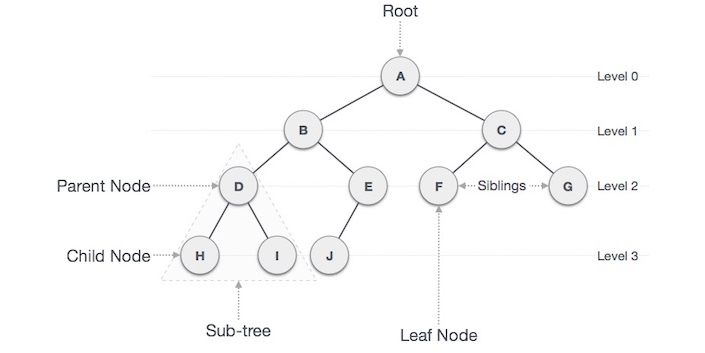 Root
A
Level 0
B
C
Level 1
Parent Node
D
E
F
Siblings
G
Level 2
Child Node
H
I
J
Level 3
Sub-tree
Leaf Node